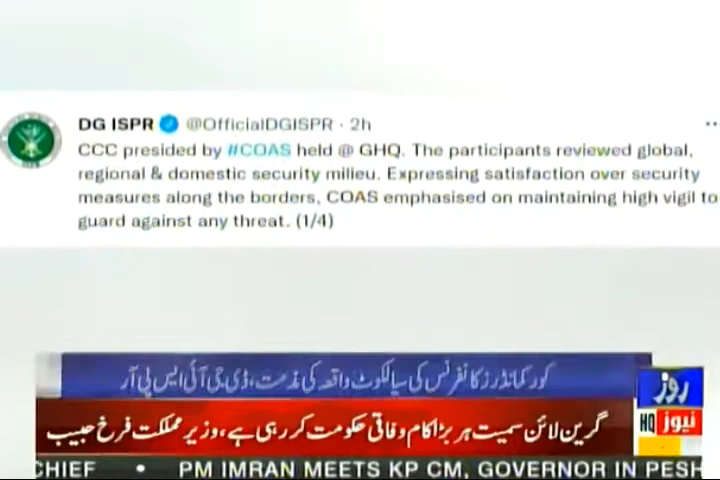 DG ISPR @OfficialDGISPR · 2h
CCC presided by #COAS held @ GHQ. The participants reviewed global,
regional & domestic security milieu. Expressing satisfaction over security
measures along the borders, COAS emphasised on maintaining high vigil to
guard against any threat. (1/4)
کور کمانڈرز کانفرنس کی سیالکوٹ واقعہ کی مذمت، ڈی جی آئی ایس پی آر
روز
گرین لائن سمیت ہر بڑا کام وفاقی حکومت کر رہی ہے، وزیر مملکت فرخ حبیب
HQ نیوز
CHIEF • PM IMRAN MEETS KP CM, GOVERNOR IN PESH